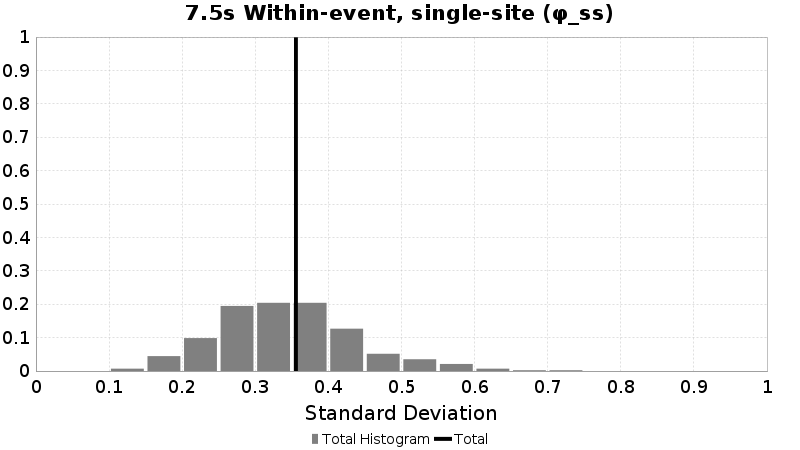 7.5s Within-event, single-site (φ_ss)
1
0.9
0.8
0.7
0.6
0.5
0.4
0.3
0.2
0.1
0
0 0.1 0.2 0.3 0.4 0.5 0.6 0.7 0.8 0.9 1
Standard Deviation
Total Histogram Total